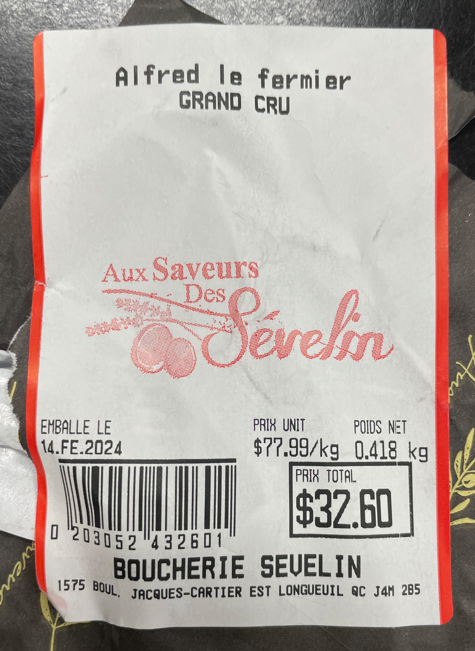 Alfred le fermier
GRAND CRU
Aux Saveurs
Des
Sévelin
EMBALLE LE
14.FE.2024
PRIX UNIT
$77.99/kg
POIDS NET
0.418 kg
PRIX TOTAL
$32.60
0 203052 432601
BOUCHERIE SEVELIN
1575 BOUL. JACQUES-CARTIER EST LONGUEUIL QC J4M 2B5